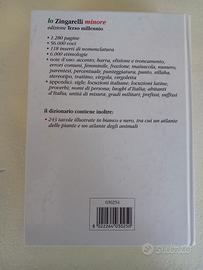 lo Zingarelli minore
edizione terzo millennio
• 1.280 pagine
• 56.000 voci
• 118 inserti di nomenclatura
• 6.000 etimologie
• note d'uso: accento, barra, elisione e troncamento,
errori comuni, femminile, frazione, maiuscola, numero,
parentesi, percentuale, punteggiatura, punto, sillaba,
stereotipo, trattino, virgola, virgolette
• appendici: sigle, locuzioni italiane, locuzioni latine,
proverbi, nomi di persona, luoghi d'Italia, abitanti
d'Italia, unità di misura, gradi militari, prefissi, suffissi
il dizionario contiene inoltre:
• 243 tavole illustrate in bianco e nero, tra cui un atlante
delle piante e un atlante degli animali
030254
subito